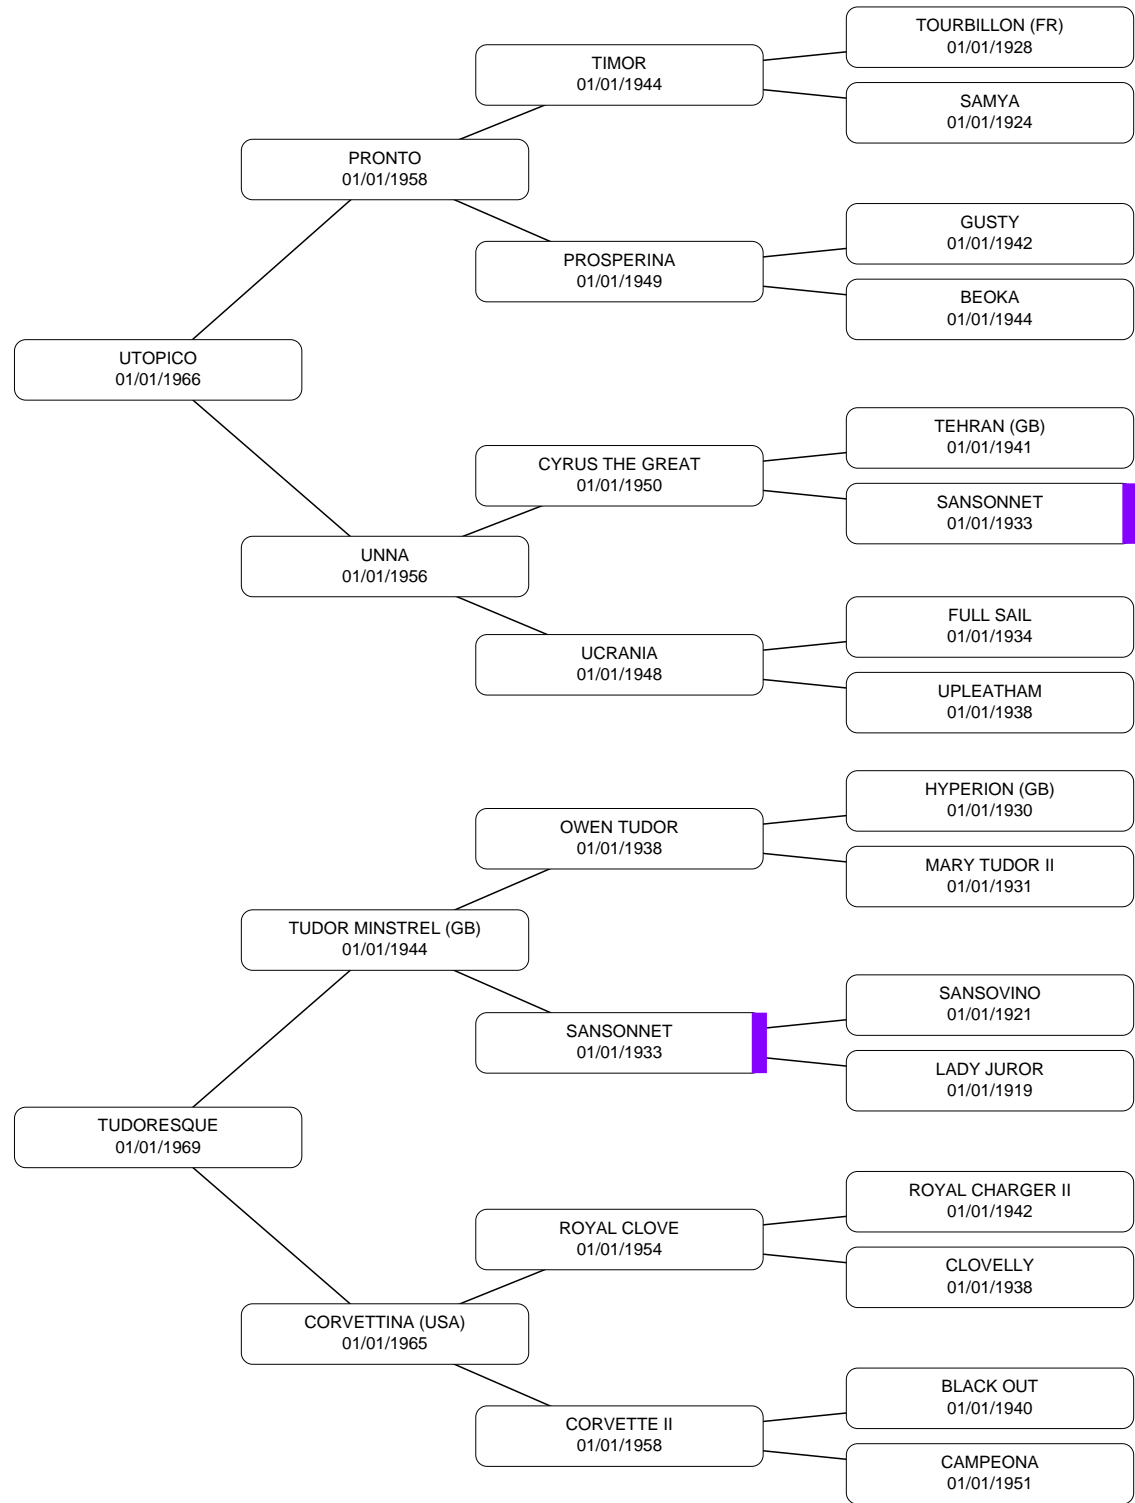 TOURBILLON (FR)
01/01/1928
TIMOR
01/01/1944
SAMYA
01/01/1924
PRONTO
01/01/1958
GUSTY
01/01/1942
PROSPERINA
01/01/1949
BEOKA
01/01/1944
UTOPICO
01/01/1966
TEHRAN (GB)
01/01/1941
CYRUS THE GREAT
01/01/1950
SANSONNET
01/01/1933
UNNA
01/01/1956
FULL SAIL
01/01/1934
UCRANIA
01/01/1948
UPLEATHAM
01/01/1938
HYPERION (GB)
01/01/1930
OWEN TUDOR
01/01/1938
MARY TUDOR II
01/01/1931
TUDOR MINSTREL (GB)
01/01/1944
SANSOVINO
01/01/1921
SANSONNET
01/01/1933
LADY JUROR
01/01/1919
TUDORESQUE
01/01/1969
ROYAL CHARGER II
01/01/1942
ROYAL CLOVE
01/01/1954
CLOVELLY
01/01/1938
CORVETTINA (USA)
01/01/1965
BLACK OUT
01/01/1940
CORVETTE II
01/01/1958
CAMPEONA
01/01/1951